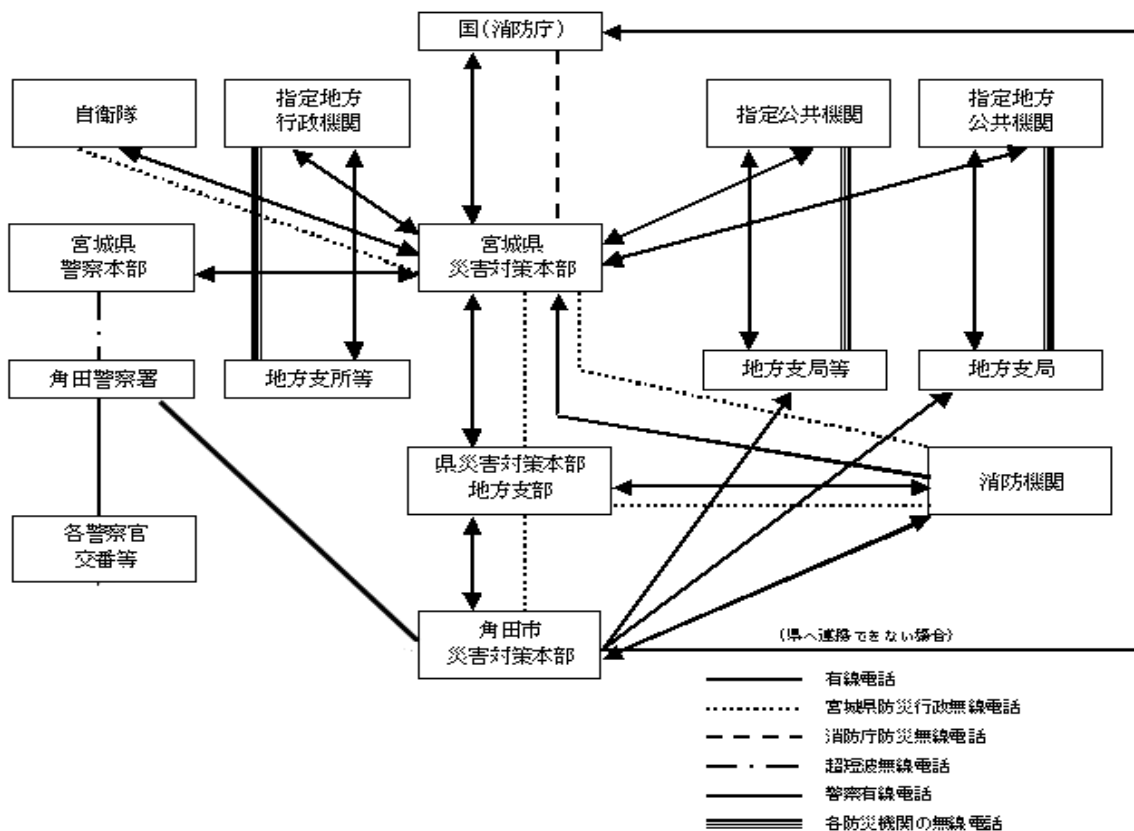 国(消防庁)
自衛隊
指定地方
行政機関
指定公共機関
指定地方
公共機関
宮城県
警察本部
宮城県
災害対策本部
角田警察署
地方支所等
地方支局等
地方支局
県災害対策本部
地方支部
消防機関
各警察官
交番等
角田市
災害対策本部
(県へ連絡できない場合)
有線電話
宮城県防災行政無線電話
消防庁防災無線電話
超短波無線電話
警察有線電話
各防災機関の無線電話